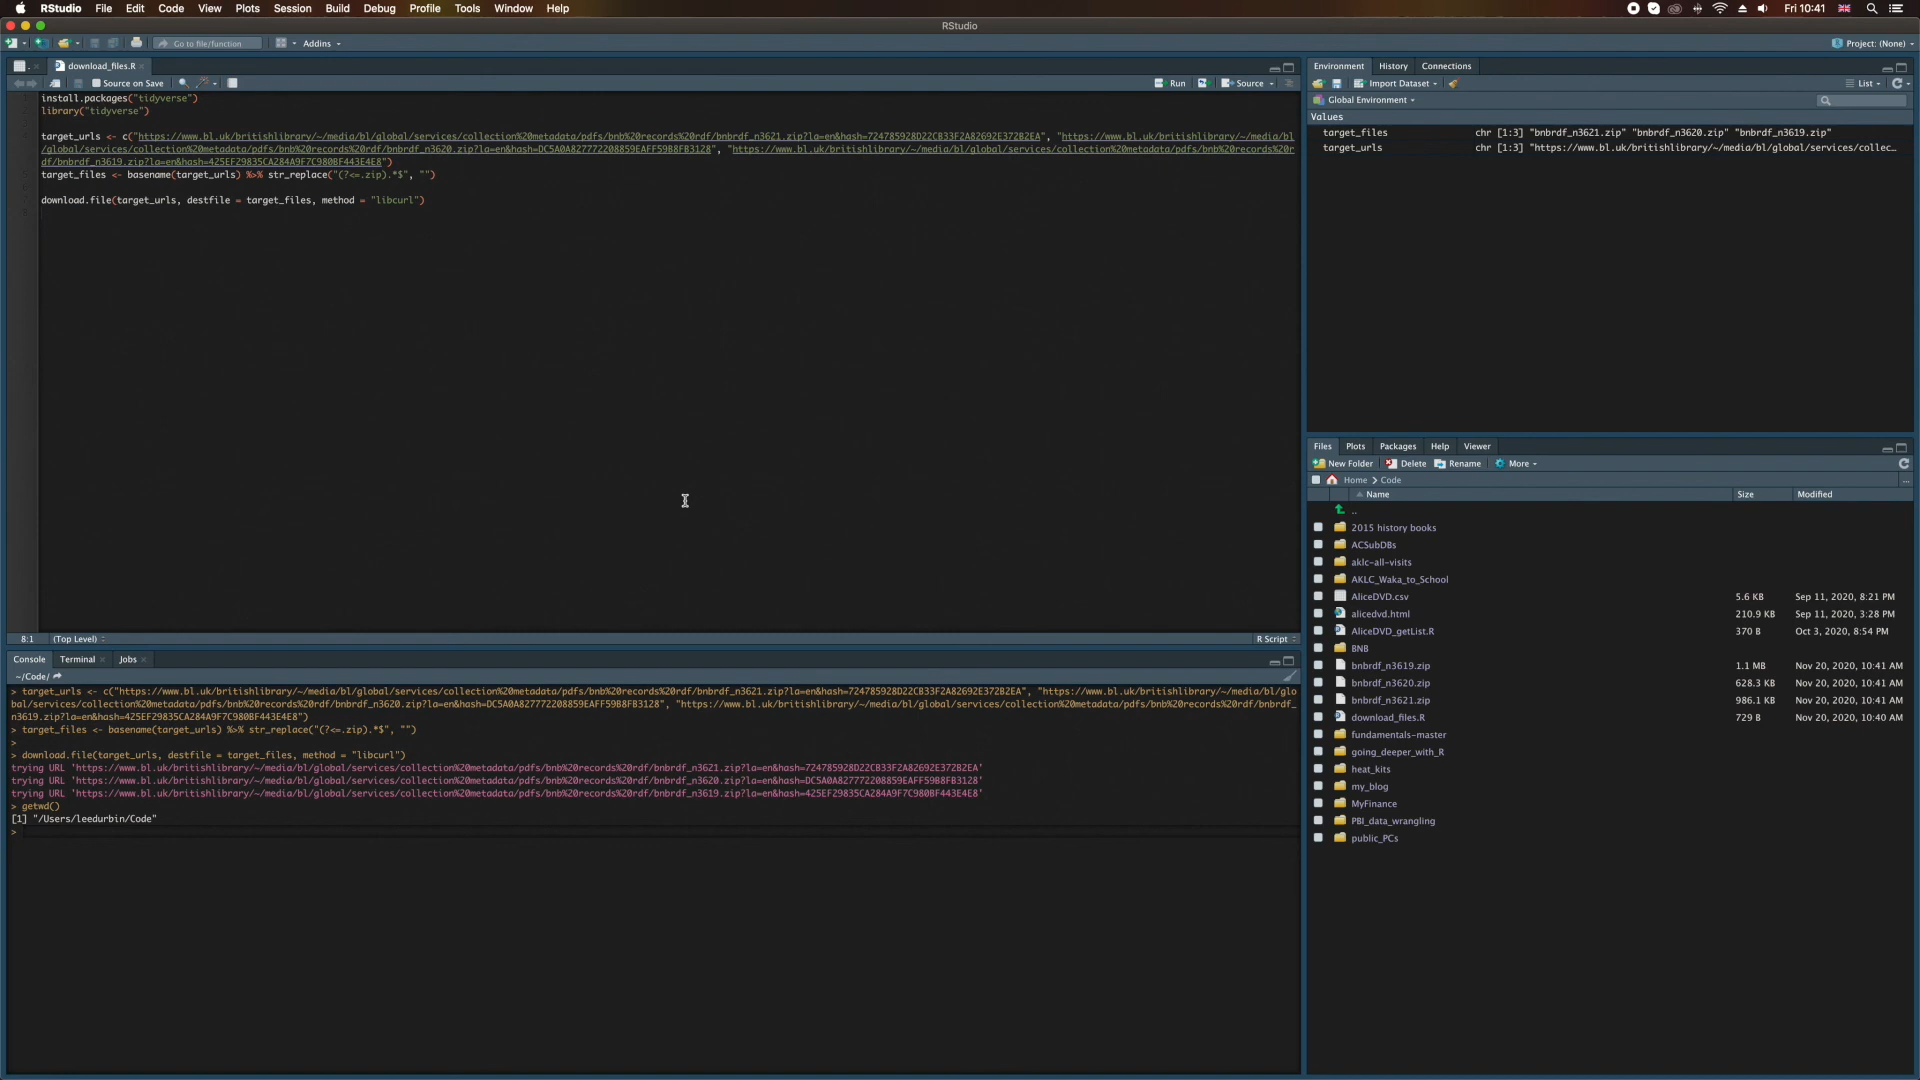 RStudio File Edit Code View Plots Session Build Debug Profile Tools Window Help Fri 10:41
RStudio
Go to file/function Addins Project: (None)
download_files.R
Source on Save Run Source
install.packages("tidyverse")
library("tidyverse")
target_urls <- c("https://www.bl.uk/britishlibrary/~/media/bl/global/services/collection%20metadata/pdfs/bnb%20records%20rdf/bnbrdf_n3621.zip?la=en&hash=724785928D22CB33F2A82692E372B2EA", "https://www.bl.uk/britishlibrary/~/media/bl
/global/services/collection%20metadata/pdfs/bnb%20records%20rdf/bnbrdf_n3620.zip?la=en&hash=DC5A0A827772208859EAFF59B8FB3128", "https://www.bl.uk/britishlibrary/~/media/bl/global/services/collection%20metadata/pdfs/bnb%20records%20r
df/bnbrdf_n3619.zip?la=en&hash=425EF29835CA284A9F7C980BF443E4E8")
target_files <- basename(target_urls) %>% str_replace("(?<=.zip).*$", "")
download.file(target_urls, destfile = target_files, method = "libcurl")
8:1 (Top Level) R Script
Console Terminal Jobs
~/Code/
> target_urls <- c("https://www.bl.uk/britishlibrary/~/media/bl/global/services/collection%20metadata/pdfs/bnb%20records%20rdf/bnbrdf_n3621.zip?la=en&hash=724785928D22CB33F2A82692E372B2EA", "https://www.bl.uk/britishlibrary/~/media/bl/glo
bal/services/collection%20metadata/pdfs/bnb%20records%20rdf/bnbrdf_n3620.zip?la=en&hash=DC5A0A827772208859EAFF59B8FB3128", "https://www.bl.uk/britishlibrary/~/media/bl/global/services/collection%20metadata/pdfs/bnb%20records%20rdf/bnbrdf_
n3619.zip?la=en&hash=425EF29835CA284A9F7C980BF443E4E8")
> target_files <- basename(target_urls) %>% str_replace("(?<=.zip).*$", "")
>
> download.file(target_urls, destfile = target_files, method = "libcurl")
trying URL 'https://www.bl.uk/britishlibrary/~/media/bl/global/services/collection%20metadata/pdfs/bnb%20records%20rdf/bnbrdf_n3621.zip?la=en&hash=724785928D22CB33F2A82692E372B2EA'
trying URL 'https://www.bl.uk/britishlibrary/~/media/bl/global/services/collection%20metadata/pdfs/bnb%20records%20rdf/bnbrdf_n3620.zip?la=en&hash=DC5A0A827772208859EAFF59B8FB3128'
trying URL 'https://www.bl.uk/britishlibrary/~/media/bl/global/services/collection%20metadata/pdfs/bnb%20records%20rdf/bnbrdf_n3619.zip?la=en&hash=425EF29835CA284A9F7C980BF443E4E8'
> getwd()
[1] "/Users/leedurbin/Code"
>
Environment History Connections
Import Dataset List
Global Environment
Values
target_files chr [1:3] "bnbrdf_n3621.zip" "bnbrdf_n3620.zip" "bnbrdf_n3619.zip"
target_urls chr [1:3] "https://www.bl.uk/britishlibrary/~/media/bl/global/services/collec…
Files Plots Packages Help Viewer
New Folder Delete Rename More
Home > Code ...
Name Size Modified
..
2015 history books
ACSubDBs
aklc-all-visits
AKLC_Waka_to_School
AliceDVD.csv 5.6 KB Sep 11, 2020, 8:21 PM
alicedvd.html 210.9 KB Sep 11, 2020, 3:28 PM
AliceDVD_getList.R 370 B Oct 3, 2020, 8:54 PM
BNB
bnbrdf_n3619.zip 1.1 MB Nov 20, 2020, 10:41 AM
bnbrdf_n3620.zip 628.3 KB Nov 20, 2020, 10:41 AM
bnbrdf_n3621.zip 986.1 KB Nov 20, 2020, 10:41 AM
download_files.R 729 B Nov 20, 2020, 10:40 AM
fundamentals-master
going_deeper_with_R
heat_kits
my_blog
MyFinance
PBI_data_wrangling
public_PCs